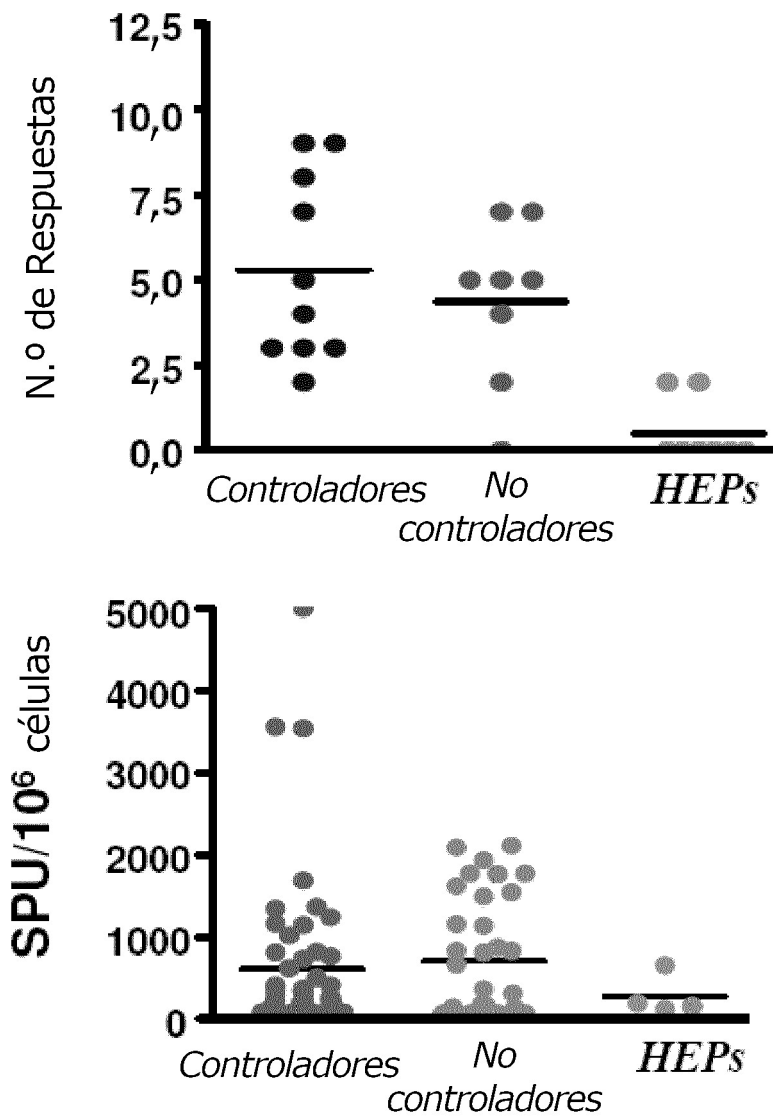 N.º de Respuestas
12,5
10,0
7,5
5,0
2,5
0,0
Controladores
No
controladores
HEPs
SPU/10⁶ células
5000
4000
3000
2000
1000
0
Controladores
No
controladores
HEPs